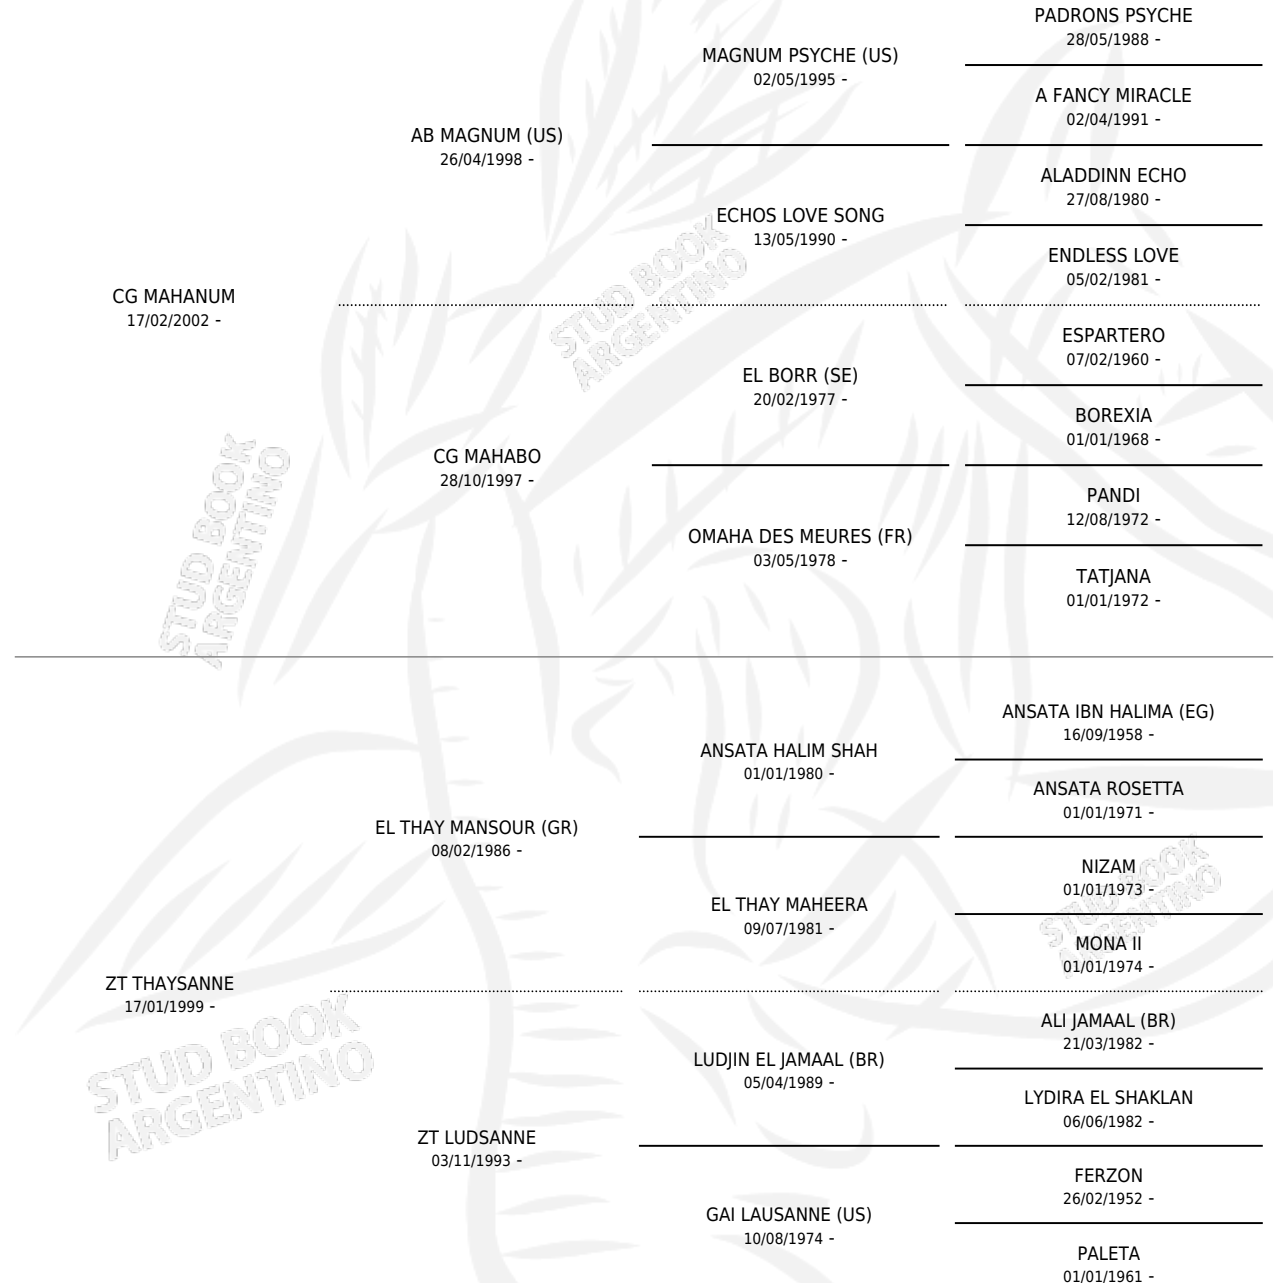 PADRONS PSYCHE
28/05/1988 -
MAGNUM PSYCHE (US)
02/05/1995 -
A FANCY MIRACLE
02/04/1991 -
AB MAGNUM (US)
26/04/1998 -
ALADDINN ECHO
27/08/1980 -
ECHOS LOVE SONG
13/05/1990 -
ENDLESS LOVE
05/02/1981 -
CG MAHANUM
17/02/2002 -
ESPARTERO
07/02/1960 -
EL BORR (SE)
20/02/1977 -
BOREXIA
01/01/1968 -
CG MAHABO
28/10/1997 -
PANDI
12/08/1972 -
OMAHA DES MEURES (FR)
03/05/1978 -
TATJANA
01/01/1972 -
ANSATA IBN HALIMA (EG)
16/09/1958 -
ANSATA HALIM SHAH
01/01/1980 -
ANSATA ROSETTA
01/01/1971 -
EL THAY MANSOUR (GR)
08/02/1986 -
NIZAM
01/01/1973 -
EL THAY MAHEERA
09/07/1981 -
MONA II
01/01/1974 -
ZT THAYSANNE
17/01/1999 -
ALI JAMAAL (BR)
21/03/1982 -
LUDJIN EL JAMAAL (BR)
05/04/1989 -
LYDIRA EL SHAKLAN
06/06/1982 -
ZT LUDSANNE
03/11/1993 -
FERZON
26/02/1952 -
GAI LAUSANNE (US)
10/08/1974 -
PALETA
01/01/1961 -
STUD BOOK
ARGENTINO
STUD BOOK
ARGENTINO
STUD BOOK
ARGENTINO
STUD BOOK
ARGENTINO